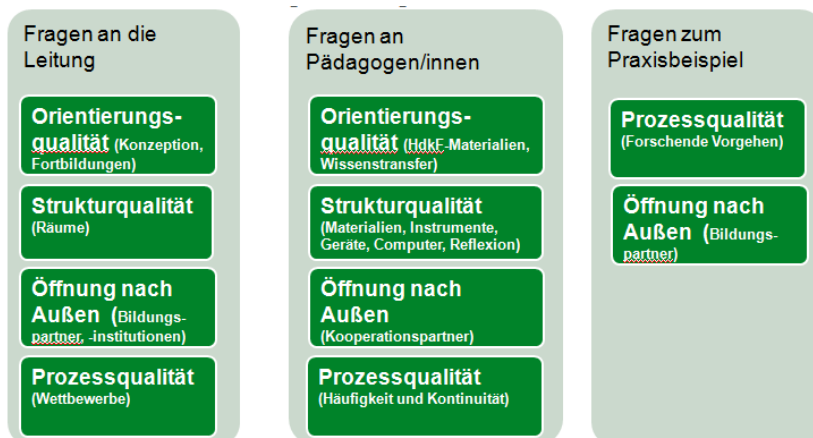 Fragen an die
Leitung
Orientierungs-
qualität (Konzeption,
Fortbildungen)
Strukturqualität
(Räume)
Öffnung nach
Außen (Bildungs-
partner, -institutionen)
Prozessqualität
(Wettbewerbe)
Fragen an
Pädagogen/innen
Orientierungs-
qualität (HdkF-Materialien,
Wissenstransfer)
Strukturqualität
(Materialien, Instrumente,
Geräte, Computer, Reflexion)
Öffnung nach
Außen
(Kooperationspartner)
Prozessqualität
(Häufigkeit und Kontinuität)
Fragen zum
Praxisbeispiel
Prozessqualität
(Forschende Vorgehen)
Öffnung nach
Außen (Bildungs-
partner)